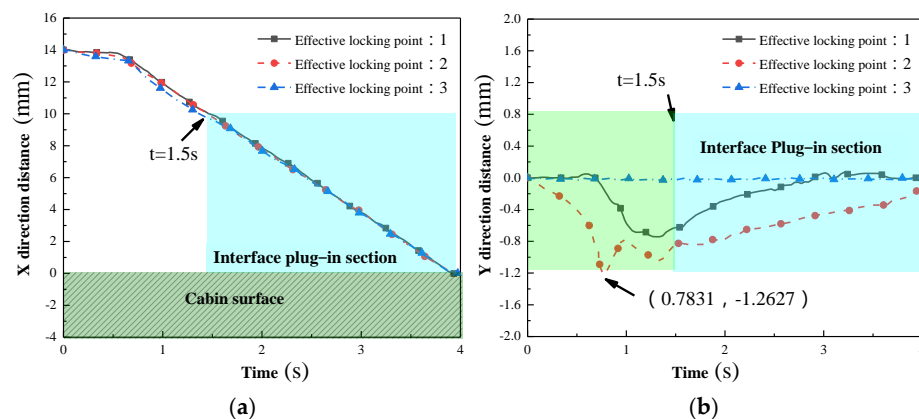 16
14
12
10
8
6
4
2
0
-2
-4
X direction distance (mm)
Effective locking point：1
Effective locking point：2
Effective locking point：3
t=1.5s
Interface plug-in section
Cabin surface
0
1
2
3
4
Time (s)
(a)
2.0
1.6
1.2
0.8
0.4
0.0
-0.4
-0.8
-1.2
-1.6
-2.0
Y direction distance (mm)
Effective locking point：1
Effective locking point：2
Effective locking point：3
t=1.5s
Interface Plug-in section
(0.7831 , -1.2627)
0
1
2
3
Time (s)
(b)